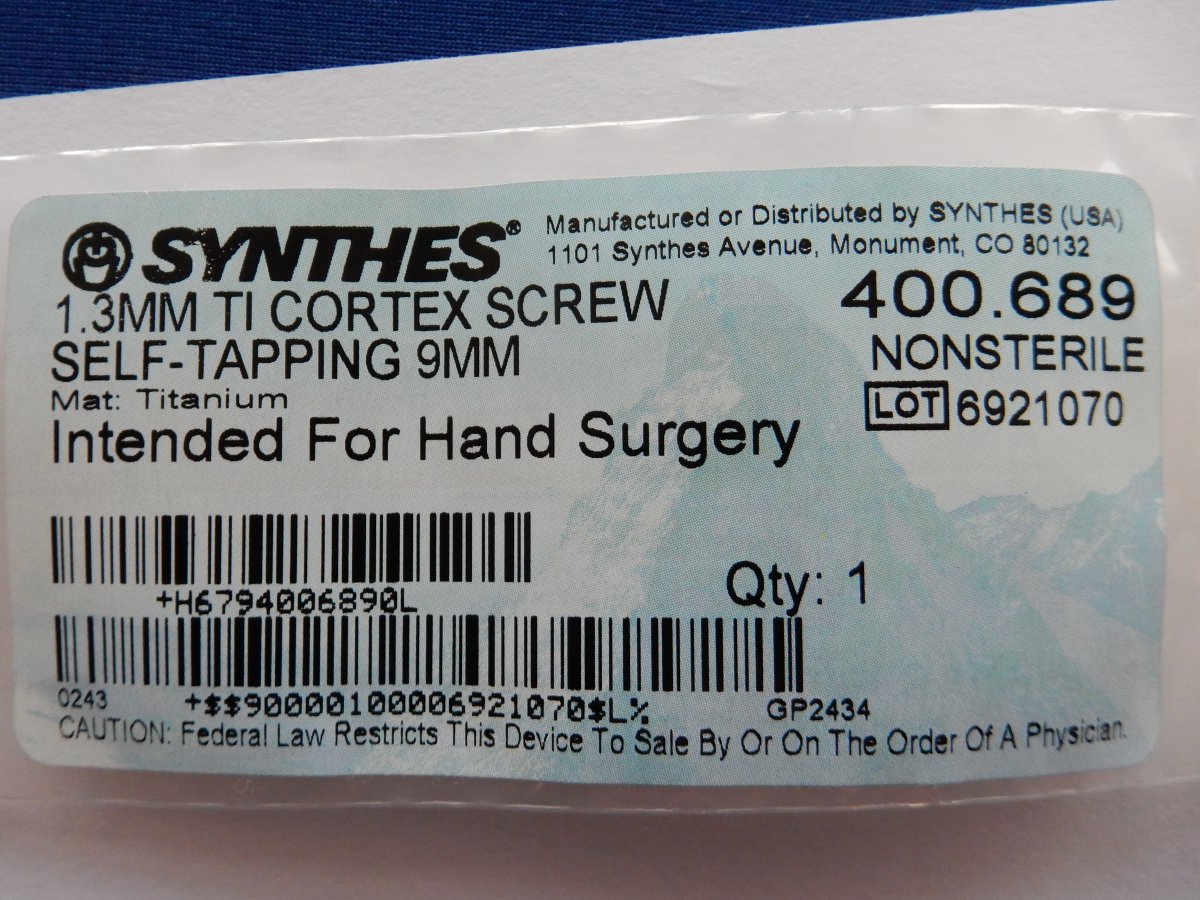 SYNTHES®
Manufactured or Distributed by SYNTHES (USA)
1101 Synthes Avenue, Monument, CO 80132
1.3MM TI CORTEX SCREW
SELF-TAPPING 9MM
400.689
NONSTERILE
Mat: Titanium
LOT 6921070
Intended For Hand Surgery
+H6794006890L
Qty: 1
0243
+$$900000100006921070$L%
GP2434
CAUTION: Federal Law Restricts This Device To Sale By Or On The Order Of A Physician.